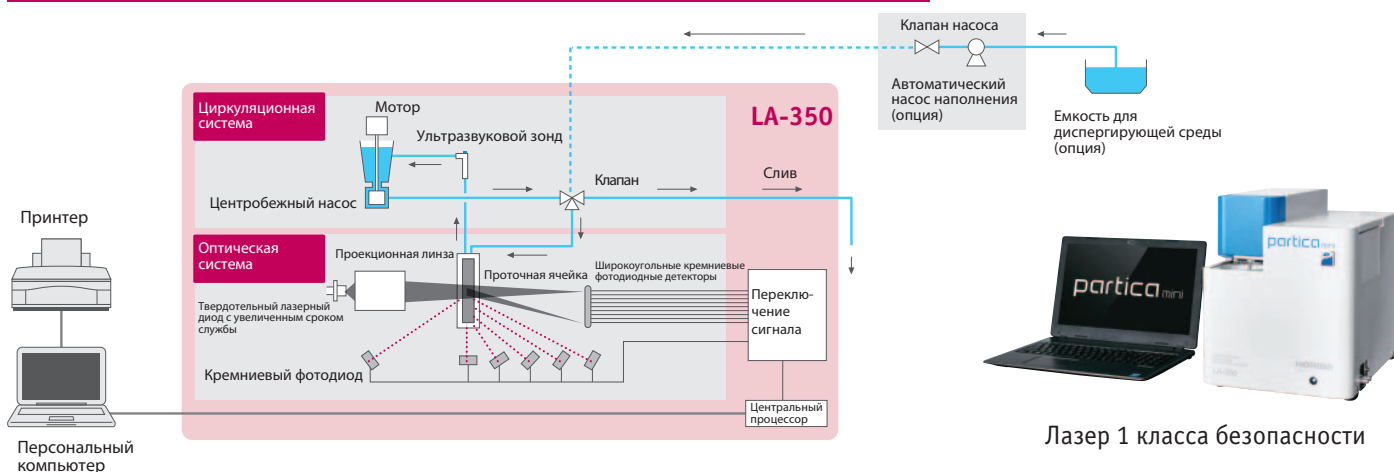 Клапан насоса
Автоматический
насос наполнения
(опция)
Емкость для
диспергирующей среды
(опция)
LA-350
Циркуляционная
система
Мотор
Ультразвуковой зонд
Центробежный насос
Клапан
Слив
Принтер
Оптическая
система
Проекционная линза
Проточная ячейка
Широкоугольные кремниевые
фотодиодные детекторы
Твердотельный лазерный
диод с увеличенным сроком
службы
Переклю-
чение
сигнала
Кремниевый фотодиод
Центральный
процессор
Персональный
компьютер
partica mini
partica mini
HORIBA
LA-350
Лазер 1 класса безопасности